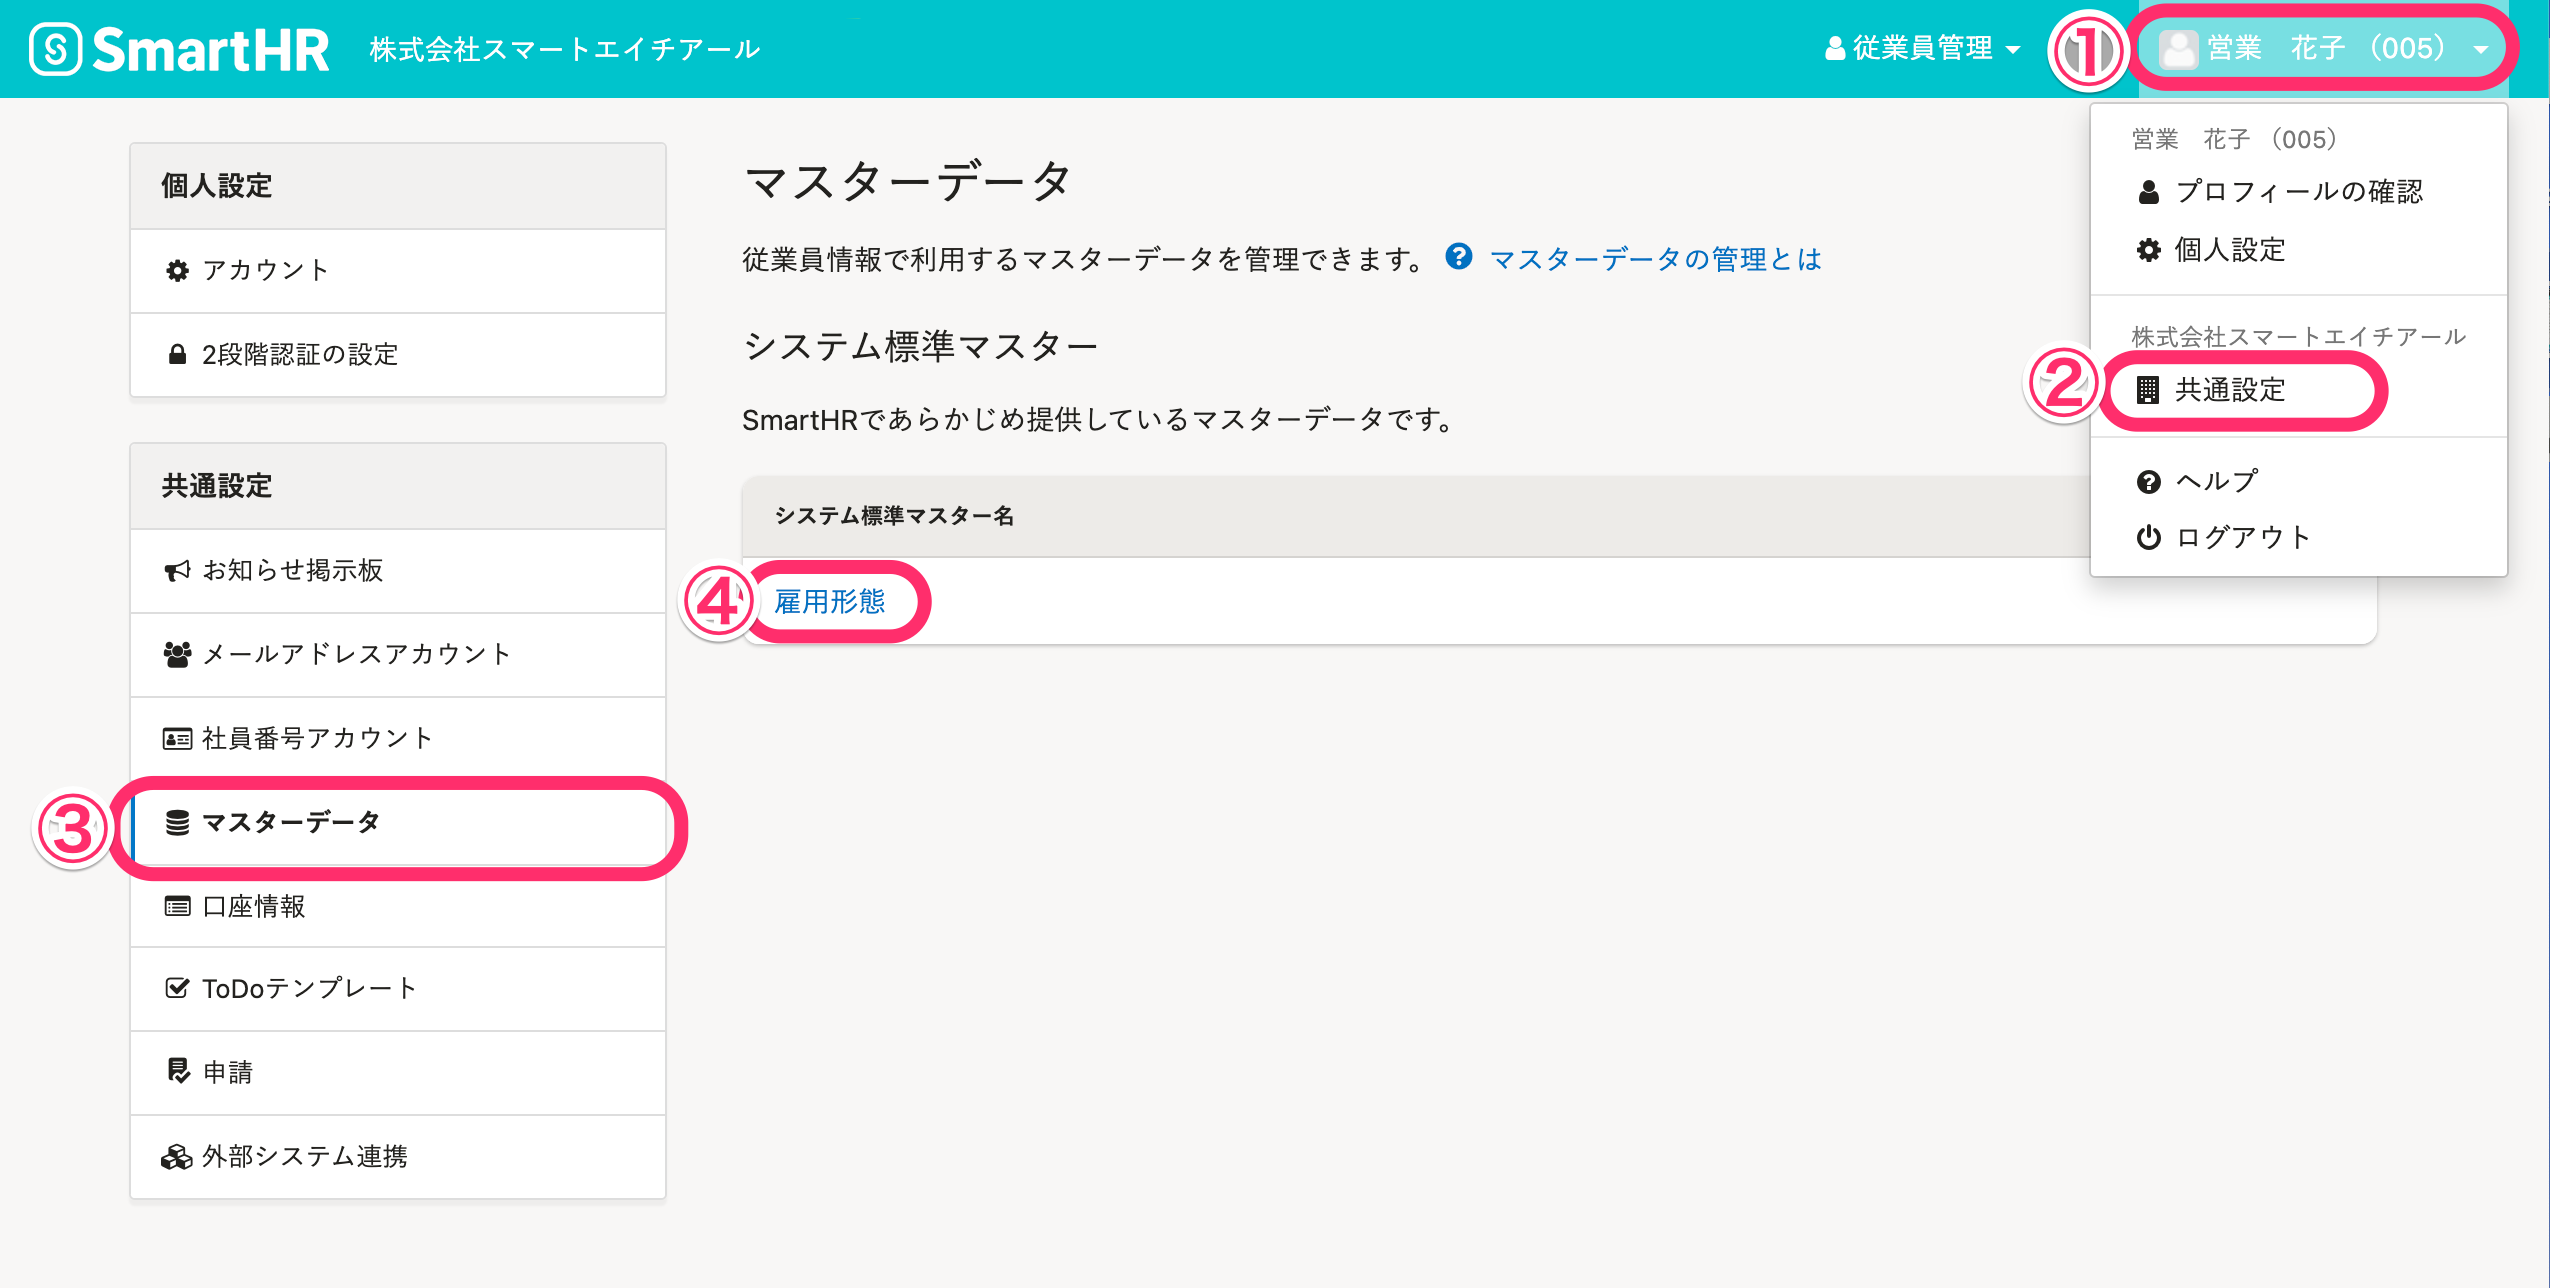 SmartHR 株式会社スマートエイチアール 従業員管理 ① 営業 花子 （005）
営業 花子 （005）
プロフィールの確認
個人設定
株式会社スマートエイチアール
② 共通設定
ヘルプ
ログアウト
個人設定
アカウント
2段階認証の設定
共通設定
お知らせ掲示板
メールアドレスアカウント
社員番号アカウント
③ マスターデータ
口座情報
ToDoテンプレート
申請
外部システム連携
マスターデータ
従業員情報で利用するマスターデータを管理できます。 ? マスターデータの管理とは
システム標準マスター
SmartHRであらかじめ提供しているマスターデータです。
システム標準マスター名
④ 雇用形態